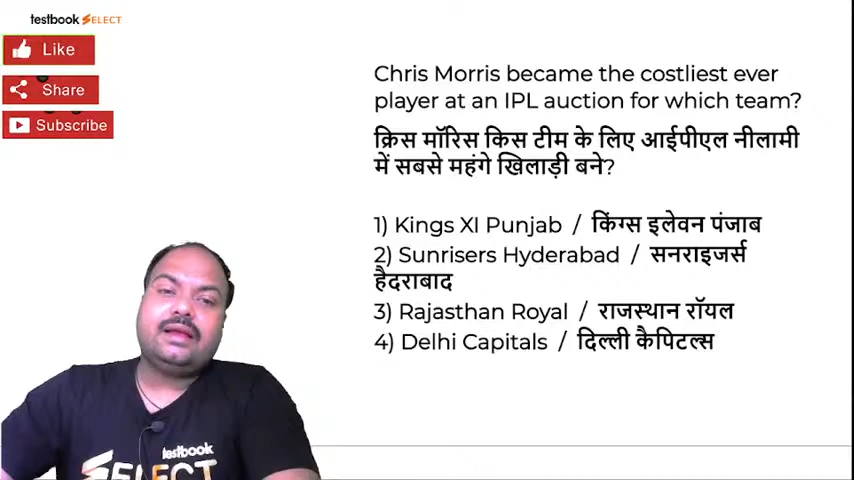 testbook SELECT
Like
Share
Subscribe
Chris Morris became the costliest ever
player at an IPL auction for which team?
क्रिस मॉरिस किस टीम के लिए आईपीएल नीलामी
में सबसे महंगे खिलाड़ी बने?
1) Kings XI Punjab / किंग्स इलेवन पंजाब
2) Sunrisers Hyderabad / सनराइजर्स
हैदराबाद
3) Rajasthan Royal / राजस्थान रॉयल
4) Delhi Capitals / दिल्ली कैपिटल्स
testbook
SELECT